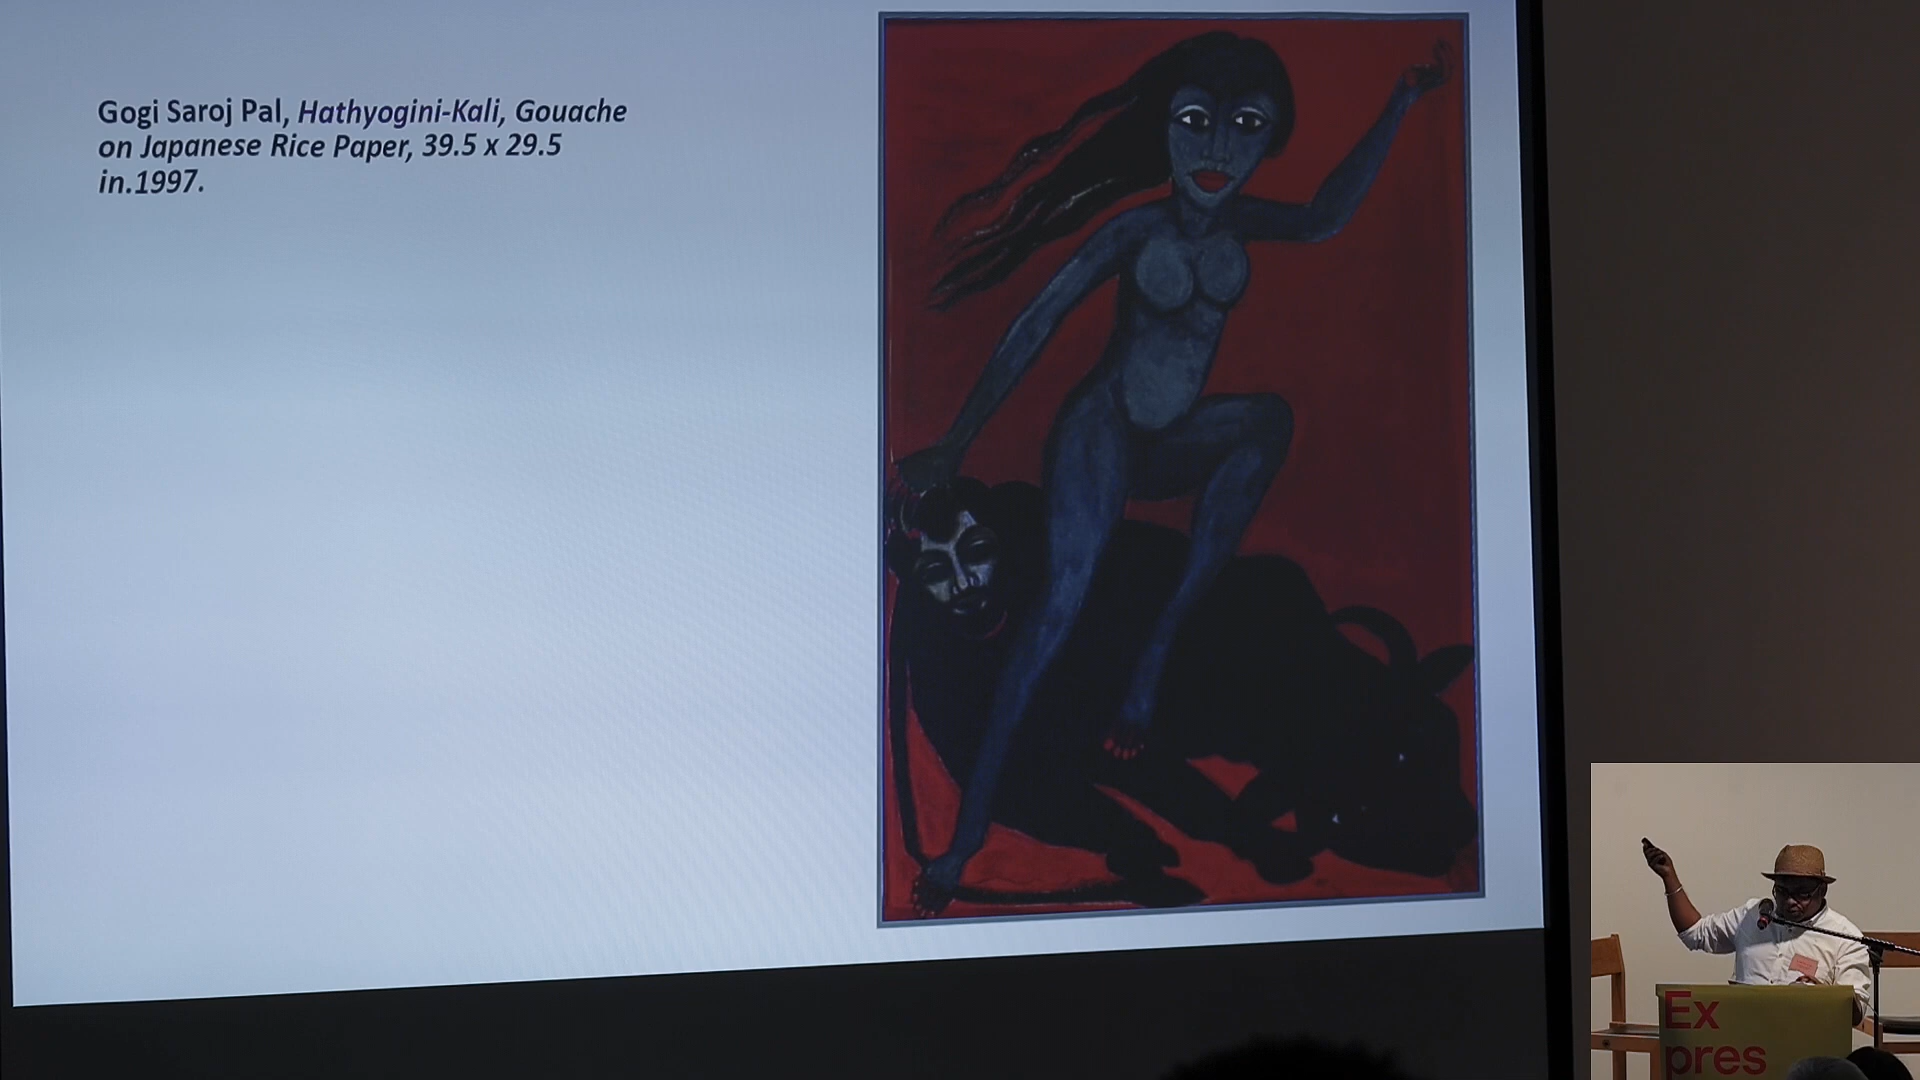 Gogi Saroj Pal, Hathyogini-Kali, Gouache
on Japanese Rice Paper, 39.5 x 29.5
in.1997.
Ex
pres